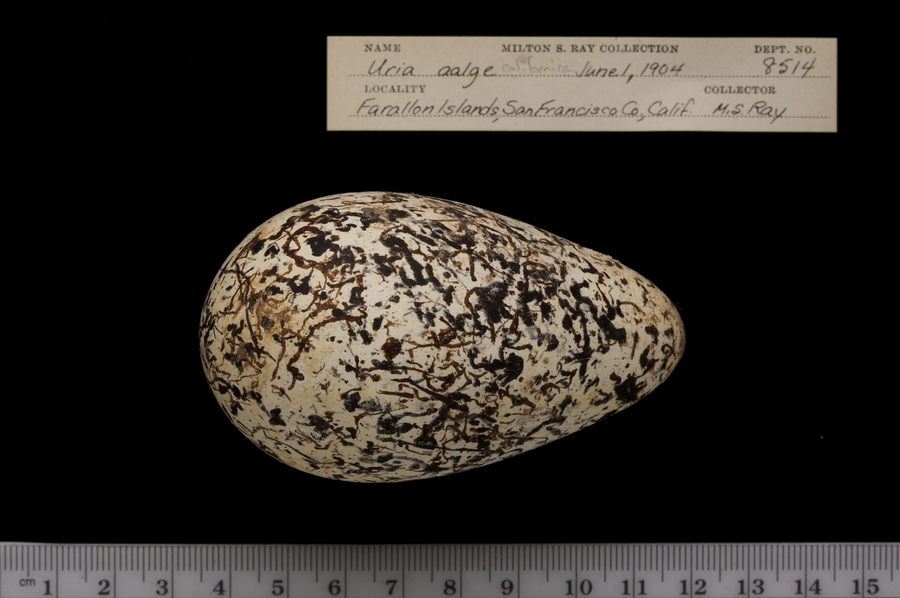 NAME MILTON S. RAY COLLECTION DEPT. NO.
Uria aalge californica June 1, 1904 8514
LOCALITY COLLECTOR
Farallon Islands, San Francisco Co., Calif. M. S. Ray
cm 1 2 3 4 5 6 7 8 9 10 11 12 13 14 15